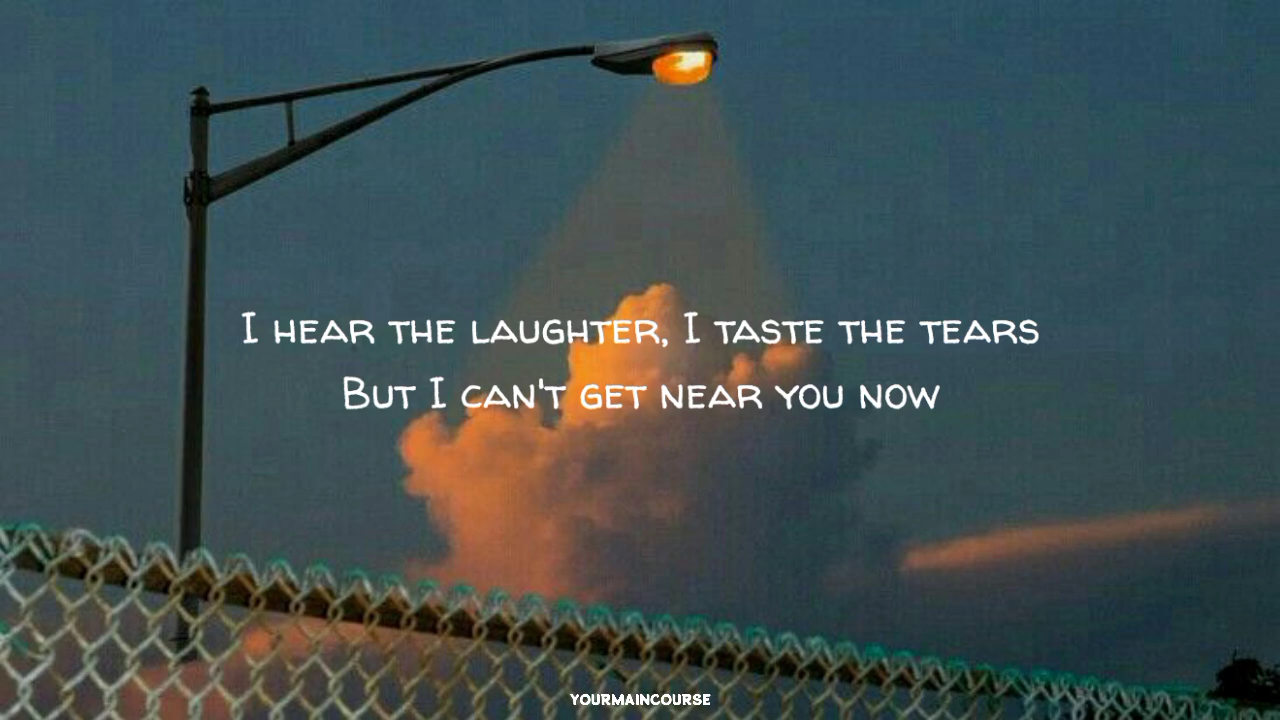 I hear the laughter, I taste the tears
But I can't get near you now
YOURMAINCOURSE